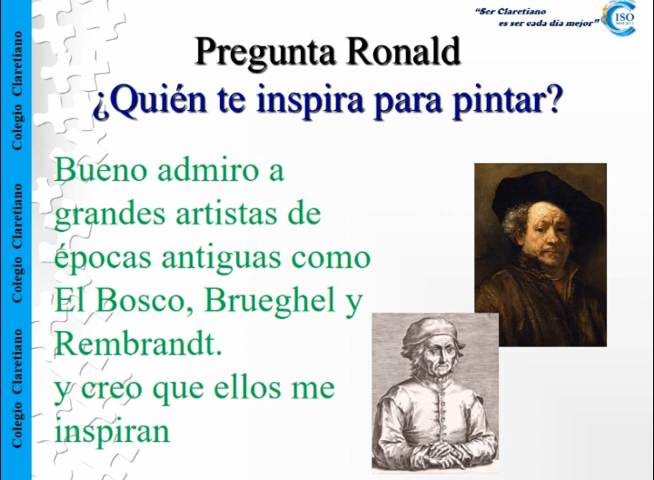 "Ser Claretiano
es ser cada día mejor"
ISO
Pregunta Ronald
¿Quién te inspira para pintar?
Bueno admiro a
grandes artistas de
épocas antiguas como
El Bosco, Brueghel y
Rembrandt.
y creo que ellos me
inspiran
Colegio Claretiano
Colegio Claretiano
Colegio Claretiano